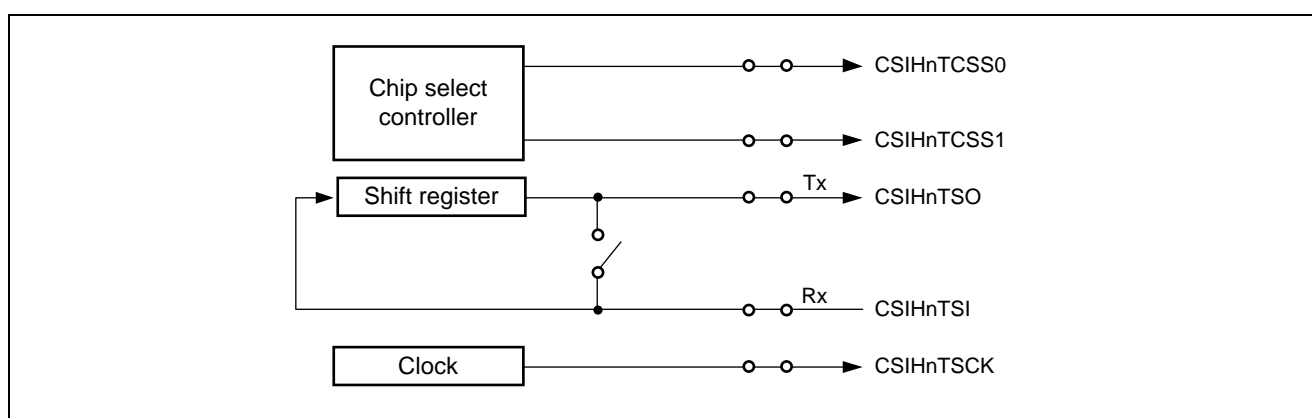 Chip select
controller
CSIHnTCSS0
CSIHnTCSS1
Shift register
Tx
CSIHnTSO
Rx
CSIHnTSI
Clock
CSIHnTSCK